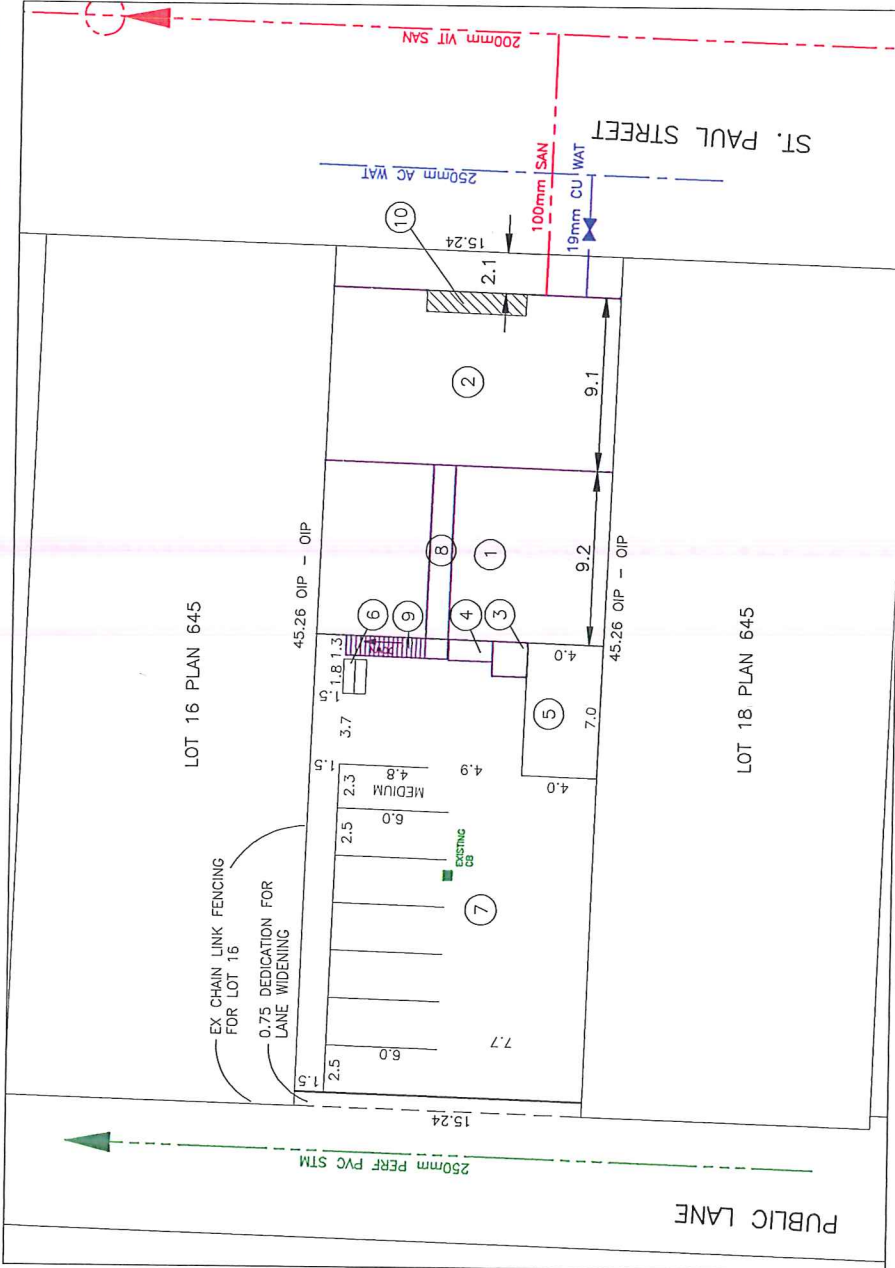 200mm VIT SAN
ST. PAUL STREET
250mm AC WAT
100mm SAN
19mm CU WAT
10
15.24
2.1
2
9.1
45.26 OIP - OIP
LOT 16 PLAN 645
8
1
9.2
6
9
4
3
1.3
1.8
1.5
3.7
4.0
45.26 OIP - OIP
5
7.0
4.0
LOT 18 PLAN 645
1.5
4.8
4.9
2.3
MEDIUM
6.0
2.5
EXISTING
CB
7
EX CHAIN LINK FENCING
FOR LOT 16
0.75 DEDICATION FOR
LANE WIDENING
6.0
7.7
1.5
2.5
15.24
250mm PERF PVC STM
PUBLIC LANE